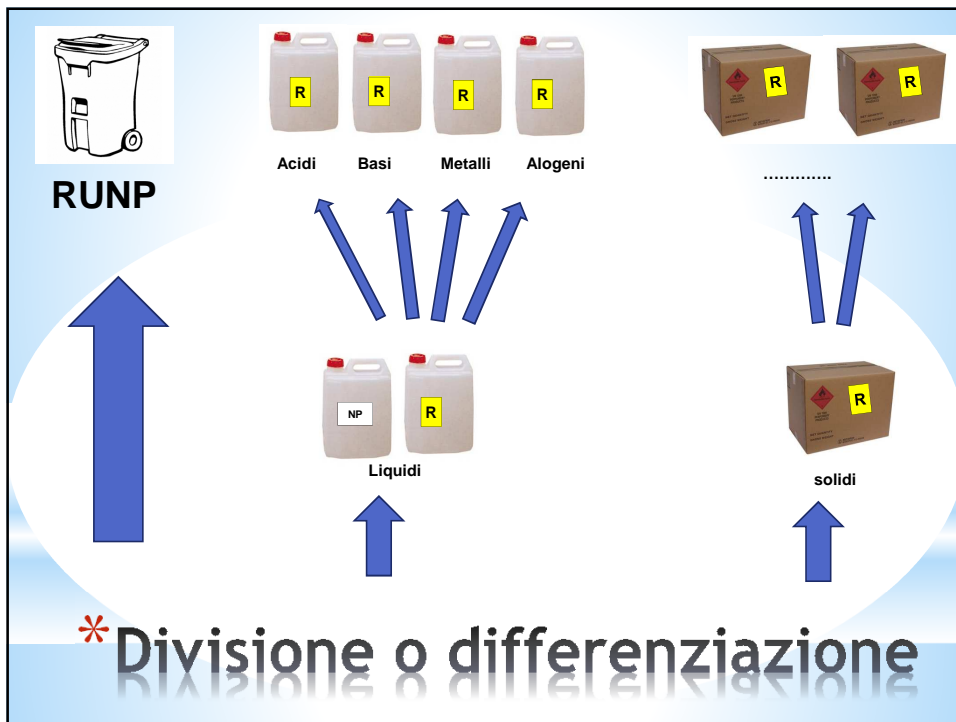 R R R R R R
Acidi Basi Metalli Alogeni
.............
RUNP
NP R R
Liquidi
solidi
*Divisione o differenziazione